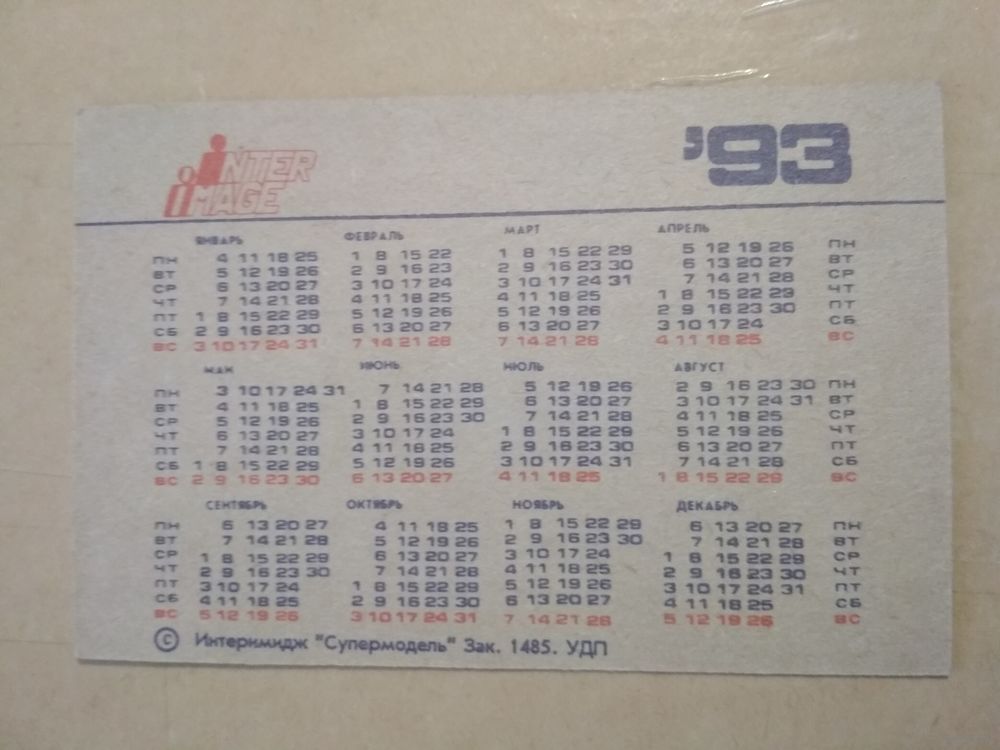 INTER
IMAGE
'93
ЯНВАРЬ ФЕВРАЛЬ МАРТ АПРЕЛЬ
ПН 4 11 18 25 1 8 15 22 1 8 15 22 29 5 12 19 26 ПН
ВТ 5 12 19 26 2 9 16 23 2 9 16 23 30 6 13 20 27 ВТ
СР 6 13 20 27 3 10 17 24 3 10 17 24 31 7 14 21 28 СР
ЧТ 7 14 21 28 4 11 18 25 4 11 18 25 1 8 15 22 29 ЧТ
ПТ 1 8 15 22 29 5 12 19 26 5 12 19 26 2 9 16 23 30 ПТ
СБ 2 9 16 23 30 6 13 20 27 6 13 20 27 3 10 17 24 СБ
ВС 3 10 17 24 31 7 14 21 28 7 14 21 28 4 11 18 25 ВС
МАЙ ИЮНЬ ИЮЛЬ АВГУСТ
ПН 3 10 17 24 31 7 14 21 28 5 12 19 26 2 9 16 23 30 ПН
ВТ 4 11 18 25 1 8 15 22 29 6 13 20 27 3 10 17 24 31 ВТ
СР 5 12 19 26 2 9 16 23 30 7 14 21 28 4 11 18 25 СР
ЧТ 6 13 20 27 3 10 17 24 1 8 15 22 29 5 12 19 26 ЧТ
ПТ 7 14 21 28 4 11 18 25 2 9 16 23 30 6 13 20 27 ПТ
СБ 1 8 15 22 29 5 12 19 26 3 10 17 24 31 7 14 21 28 СБ
ВС 2 9 16 23 30 6 13 20 27 4 11 18 25 1 8 15 22 29 ВС
СЕНТЯБРЬ ОКТЯБРЬ НОЯБРЬ ДЕКАБРЬ
ПН 6 13 20 27 4 11 18 25 1 8 15 22 29 6 13 20 27 ПН
ВТ 7 14 21 28 5 12 19 26 2 9 16 23 30 7 14 21 28 ВТ
СР 1 8 15 22 29 6 13 20 27 3 10 17 24 1 8 15 22 29 СР
ЧТ 2 9 16 23 30 7 14 21 28 4 11 18 25 2 9 16 23 30 ЧТ
ПТ 3 10 17 24 1 8 15 22 29 5 12 19 26 3 10 17 24 31 ПТ
СБ 4 11 18 25 2 9 16 23 30 6 13 20 27 4 11 18 25 СБ
ВС 5 12 19 26 3 10 17 24 31 7 14 21 28 5 12 19 26 ВС
© Интеримидж "Супермодель" Зак. 1485. УДП